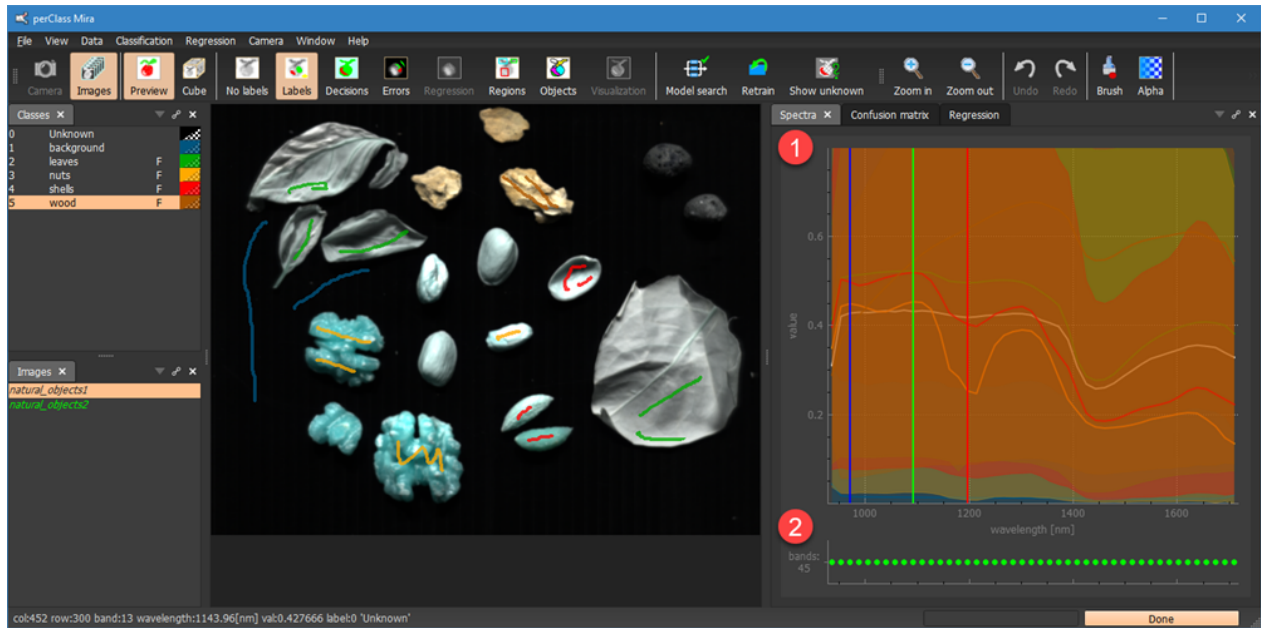 perClass Mira
File View Data Classification Regression Camera Window Help
Camera Images Preview Cube No labels Labels Decisions Errors Regression Regions Objects Visualization Model search Retrain Show unknown Zoom in Zoom out Undo Redo Brush Alpha
Classes
0 Unknown
1 background
2 leaves F
3 nuts F
4 shells F
5 wood F
Images
natural_objects1
natural_objects2
Spectra Confusion matrix Regression
1
0.6
0.4
0.2
value
1000 1200 1400 1600
wavelength [nm]
2
bands:
45
col:452 row:300 band:13 wavelength:1143.96[nm] val:0.427666 label:0 'Unknown'
Done